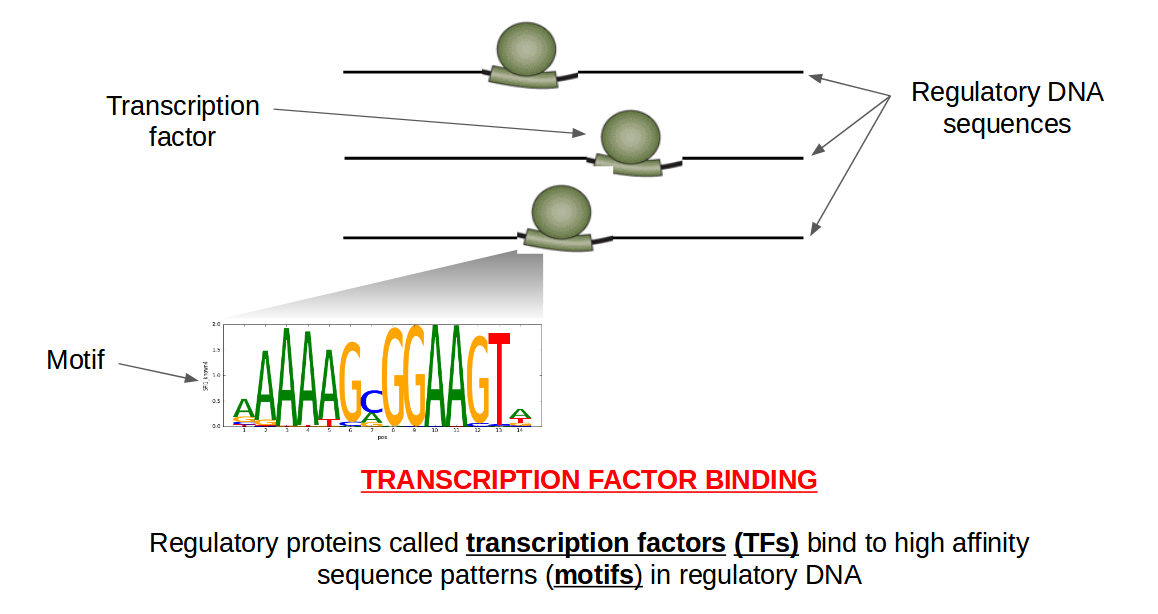 Transcription
factor
Regulatory DNA
sequences
Motif
2.0
1.5
1.0
0.5
0.0
AAAAAGCGGAAGTA
1 2 3 4 5 6 7 8 9 10 11 12 13 14
pos
TRANSCRIPTION FACTOR BINDING
Regulatory proteins called transcription factors (TFs) bind to high affinity
sequence patterns (motifs) in regulatory DNA